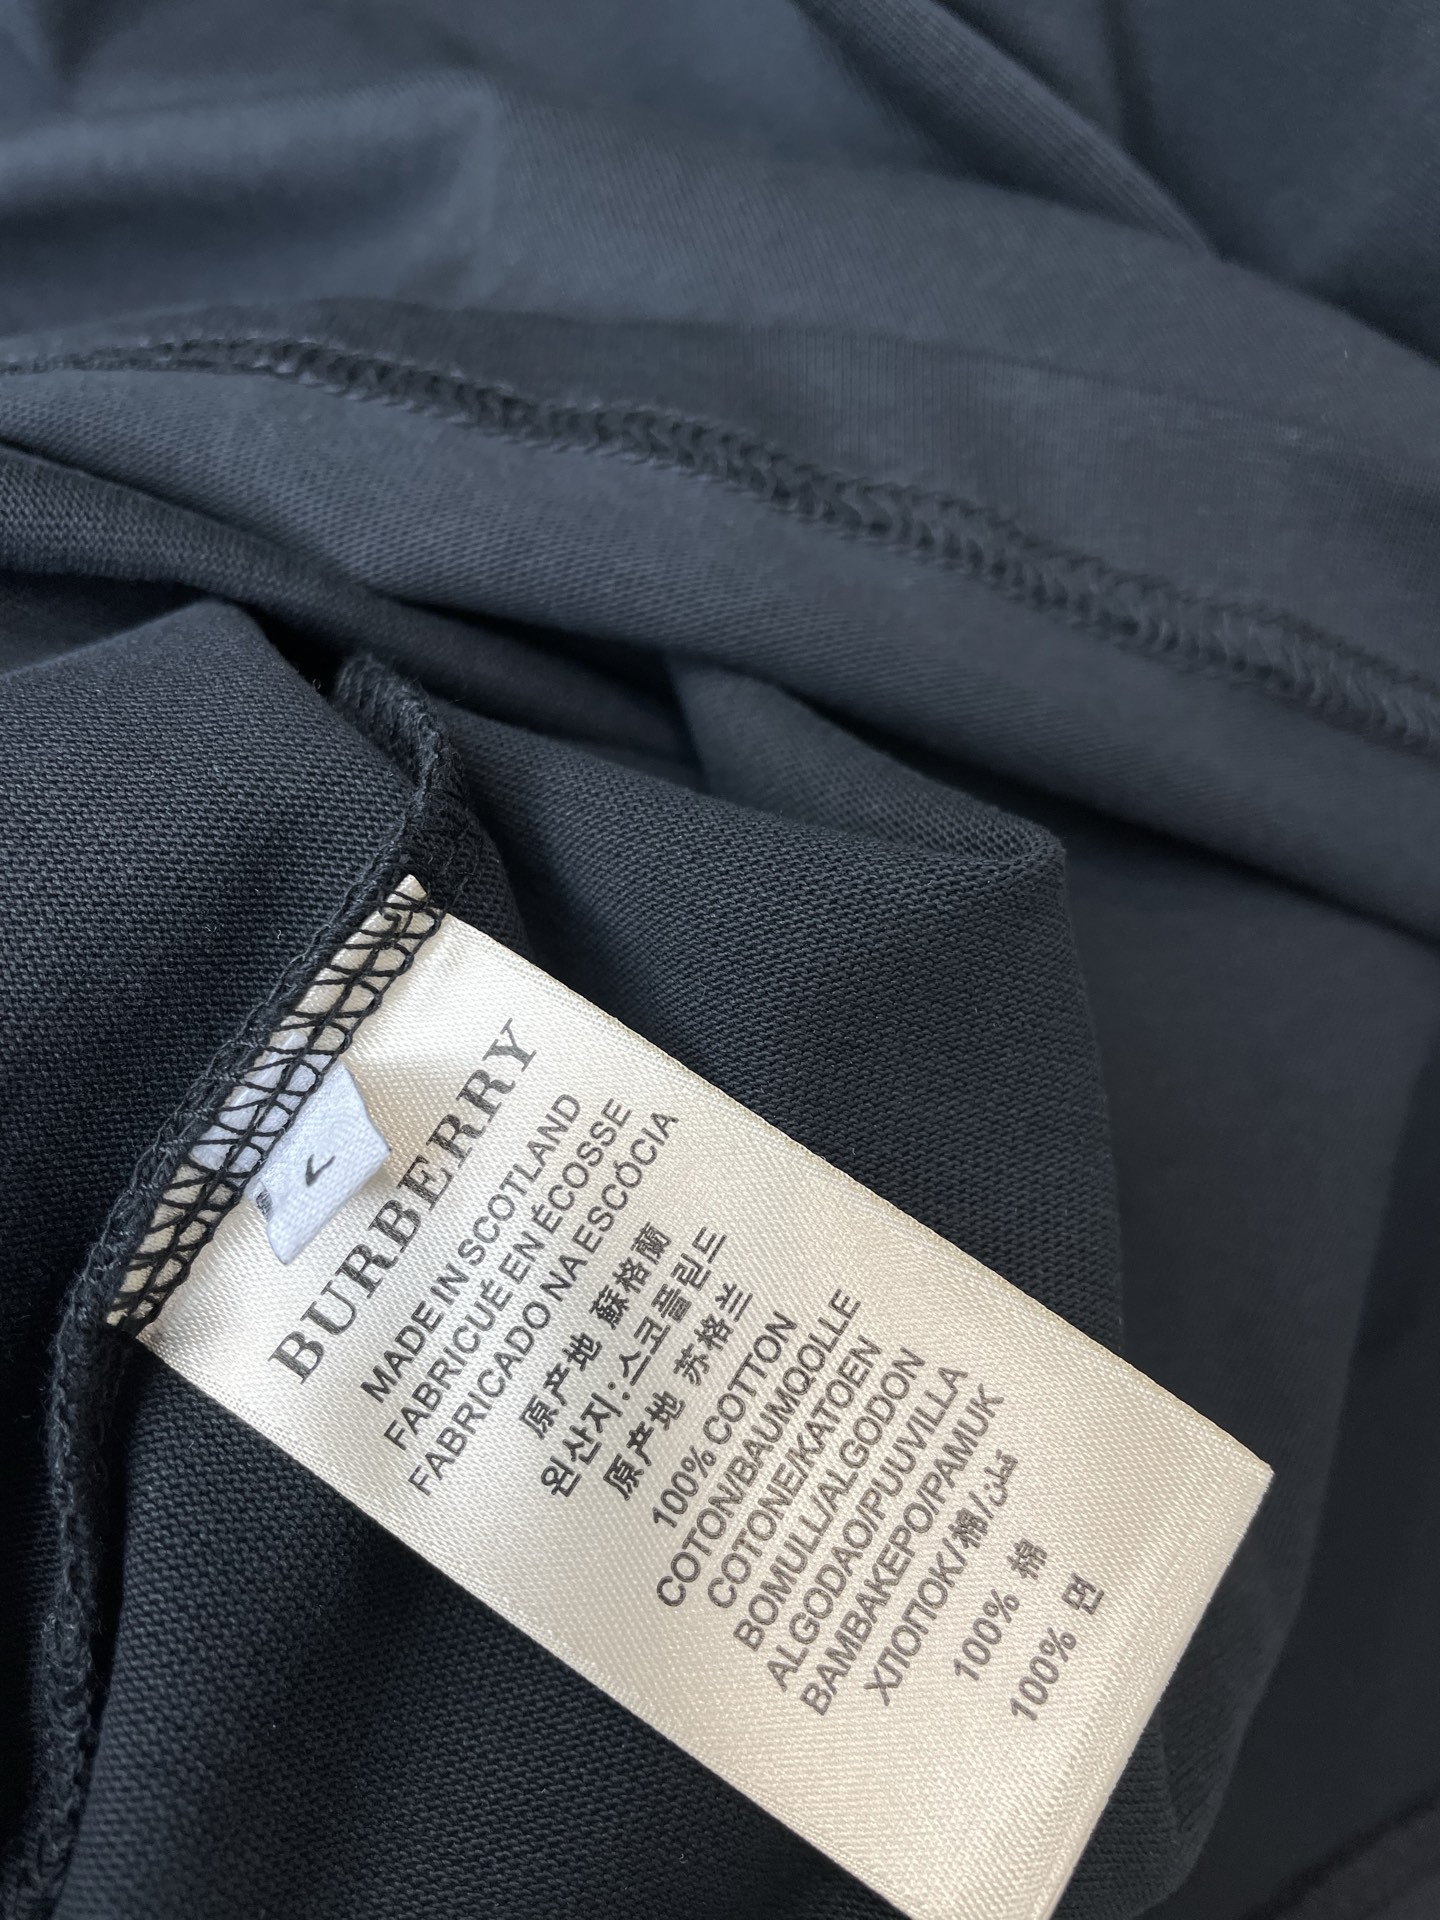 BURBERRY
MADE IN SCOTLAND
FABRICUÉ EN ÉCOSSE
FABRICADO NA ESCÓCIA
原产地 蘇格蘭
원산지: 스코틀린드
原产地 苏格兰
100% COTTON
COTON/BAUMQOLLE
COTONE/KATOEN
BOMULL/ALGODON
ALGODAO/PUUVILLA
BAMBAKEPO/PAMUK
ХЛОПОК/棉/قطن
100% 棉
100% 면